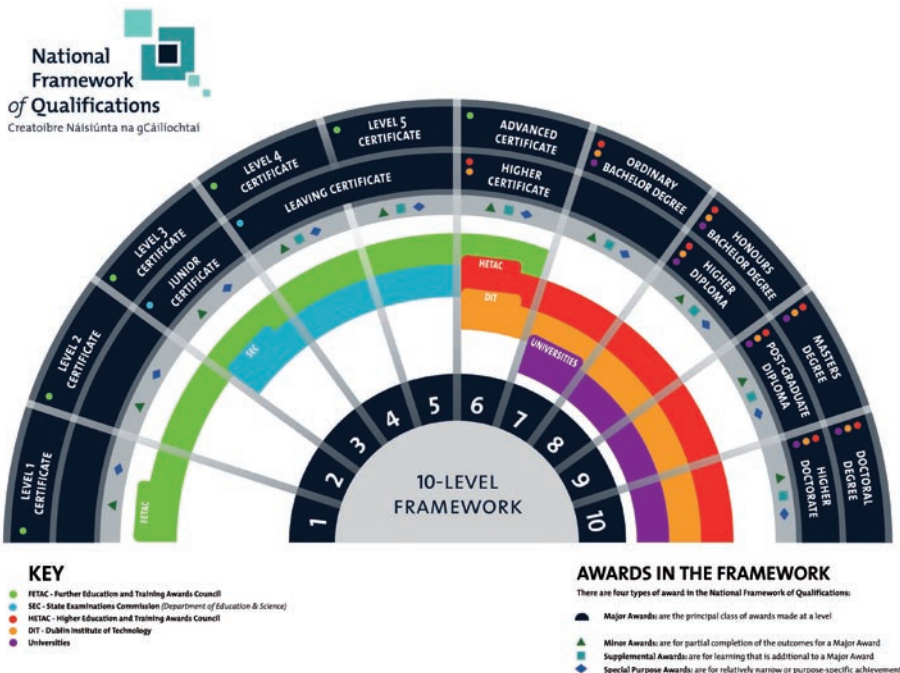 National
Framework
of Qualifications
Creatoibre Náisiúnta na gCáilíochtaí
LEVEL 1
CERTIFICATE
LEVEL 2
CERTIFICATE
LEVEL 3
CERTIFICATE
LEVEL 4
CERTIFICATE
LEVEL 5
CERTIFICATE
ADVANCED
CERTIFICATE
ORDINARY
BACHELOR DEGREE
HONOURS
BACHELOR DEGREE
MASTERS
DEGREE
DOCTORAL
DEGREE
JUNIOR
CERTIFICATE
LEAVING CERTIFICATE
HIGHER
CERTIFICATE
HIGHER
DIPLOMA
POST-GRADUATE
DIPLOMA
HIGHER
DOCTORATE
FETAC
SEC
HETAC
DIT
UNIVERSITIES
1
2
3
4
5
6
7
8
9
10
10-LEVEL
FRAMEWORK
KEY
FETAC - Further Education and Training Awards Council
SEC - State Examinations Commission (Department of Education & Science)
HETAC - Higher Education and Training Awards Council
DIT - Dublin Institute of Technology
Universities
AWARDS IN THE FRAMEWORK
There are four types of award in the National Framework of Qualifications:
Major Awards: are the principal class of awards made at a level
Minor Awards: are for partial completion of the outcomes for a Major Award
Supplemental Awards: are for learning that is additional to a Major Award
Special Purpose Awards: are for relatively narrow or purpose-specific achievement